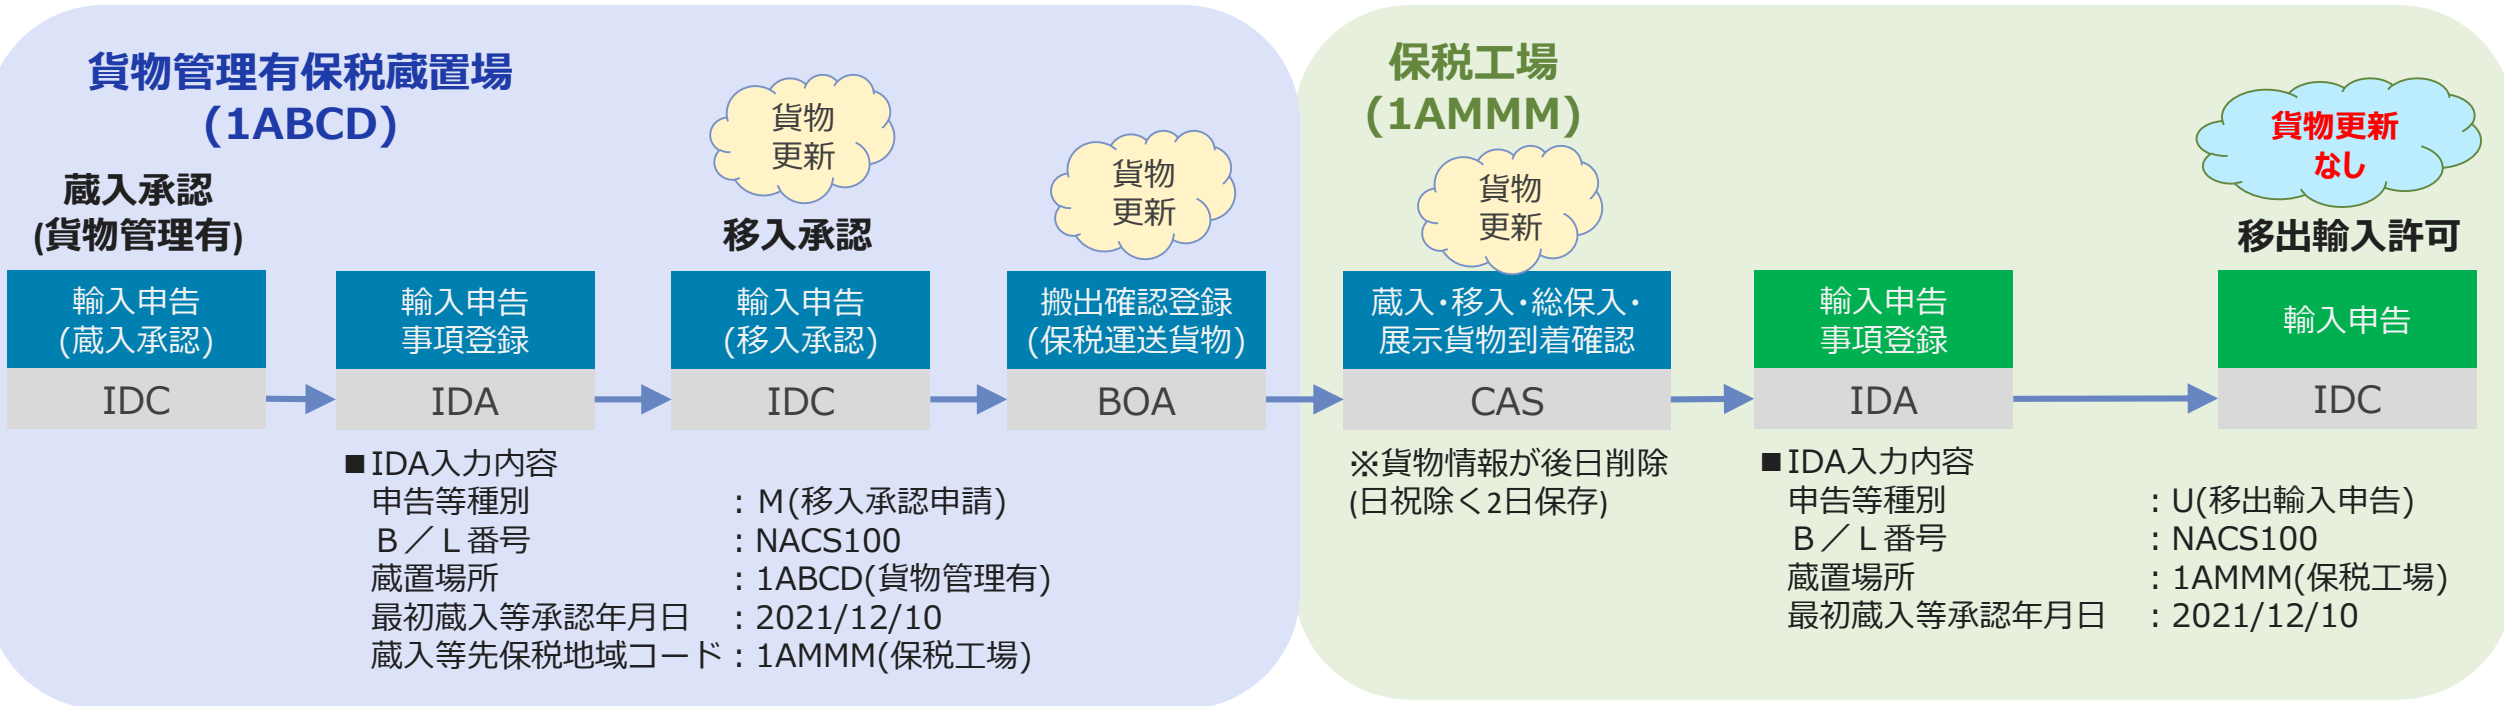 貨物管理有保税蔵置場
(1ABCD)
蔵入承認
(貨物管理有)
貨物
更新
移入承認
貨物
更新
輸入申告
(蔵入承認)
IDC
輸入申告
事項登録
IDA
輸入申告
(移入承認)
IDC
搬出確認登録
(保税運送貨物)
BOA
■IDA入力内容
申告等種別 ：Ｍ(移入承認申請)
Ｂ／Ｌ番号 ：NACS100
蔵置場所 ：1ABCD(貨物管理有)
最初蔵入等承認年月日 ：2021/12/10
蔵入等先保税地域コード：1AMMM(保税工場)
保税工場
(1AMMM)
貨物
更新
貨物更新
なし
移出輸入許可
蔵入・移入・総保入・
展示貨物到着確認
CAS
輸入申告
事項登録
IDA
輸入申告
IDC
※貨物情報が後日削除
(日祝除く2日保存)
■IDA入力内容
申告等種別 ：U(移出輸入申告)
Ｂ／Ｌ番号 ：NACS100
蔵置場所 ：1AMMM(保税工場)
最初蔵入等承認年月日 ：2021/12/10